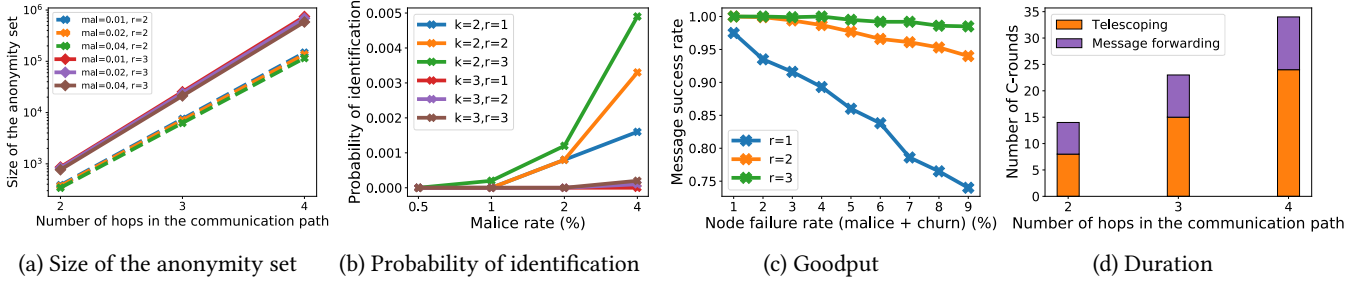 Size of the anonymity set
10^6
10^5
10^4
10^3
mal=0.01, r=2
mal=0.02, r=2
mal=0.04, r=2
mal=0.01, r=3
mal=0.02, r=3
mal=0.04, r=3
2 3 4
Number of hops in the communication path
(a) Size of the anonymity set
Probability of identification
0.005
0.004
0.003
0.002
0.001
0.000
k=2,r=1
k=2,r=2
k=2,r=3
k=3,r=1
k=3,r=2
k=3,r=3
0.5 1 2 4
Malice rate (%)
(b) Probability of identification
Message success rate
1.00
0.95
0.90
0.85
0.80
0.75
r=1
r=2
r=3
1 2 3 4 5 6 7 8 9
Node failure rate (malice + churn) (%)
(c) Goodput
Number of C-rounds
35
30
25
20
15
10
5
0
Telescoping
Message forwarding
2 3 4
Number of hops in the communication path
(d) Duration